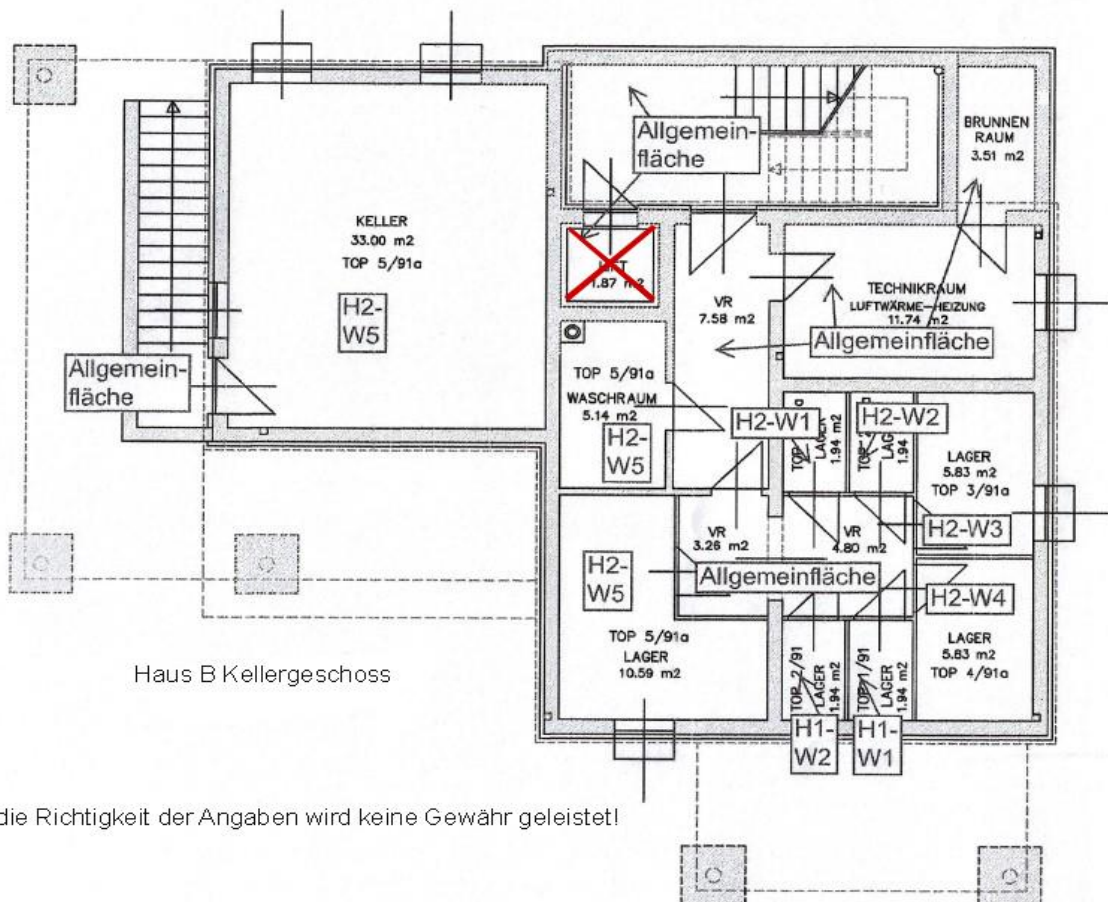 Allgemein-
fläche
BRUNNEN
RAUM
3.51 m2
KELLER
33.00 m2
TOP 5/91a
H2-
W5
LIFT
1.87 m2
VR
7.58 m2
TECHNIKRAUM
LUFTWÄRME-HEIZUNG
11.74 m2
Allgemeinfläche
Allgemein-
fläche
TOP 5/91a
WASCHRAUM
5.14 m2
H2-
W5
H2-W1
H2-W2
LAGER
1.94 m2
1.94 m2
LAGER
5.83 m2
TOP 3/91a
H2-W3
VR
3.26 m2
VR
4.80 m2
Allgemeinfläche
H2-
W5
H2-W4
TOP 5/91a
LAGER
10.59 m2
LAGER
5.83 m2
TOP 4/91a
TOP 2/91
LAGER
1.94 m2
TOP 1/91
LAGER
1.94 m2
H1-
W2
H1-
W1
Haus B Kellergeschoss
die Richtigkeit der Angaben wird keine Gewähr geleistet!